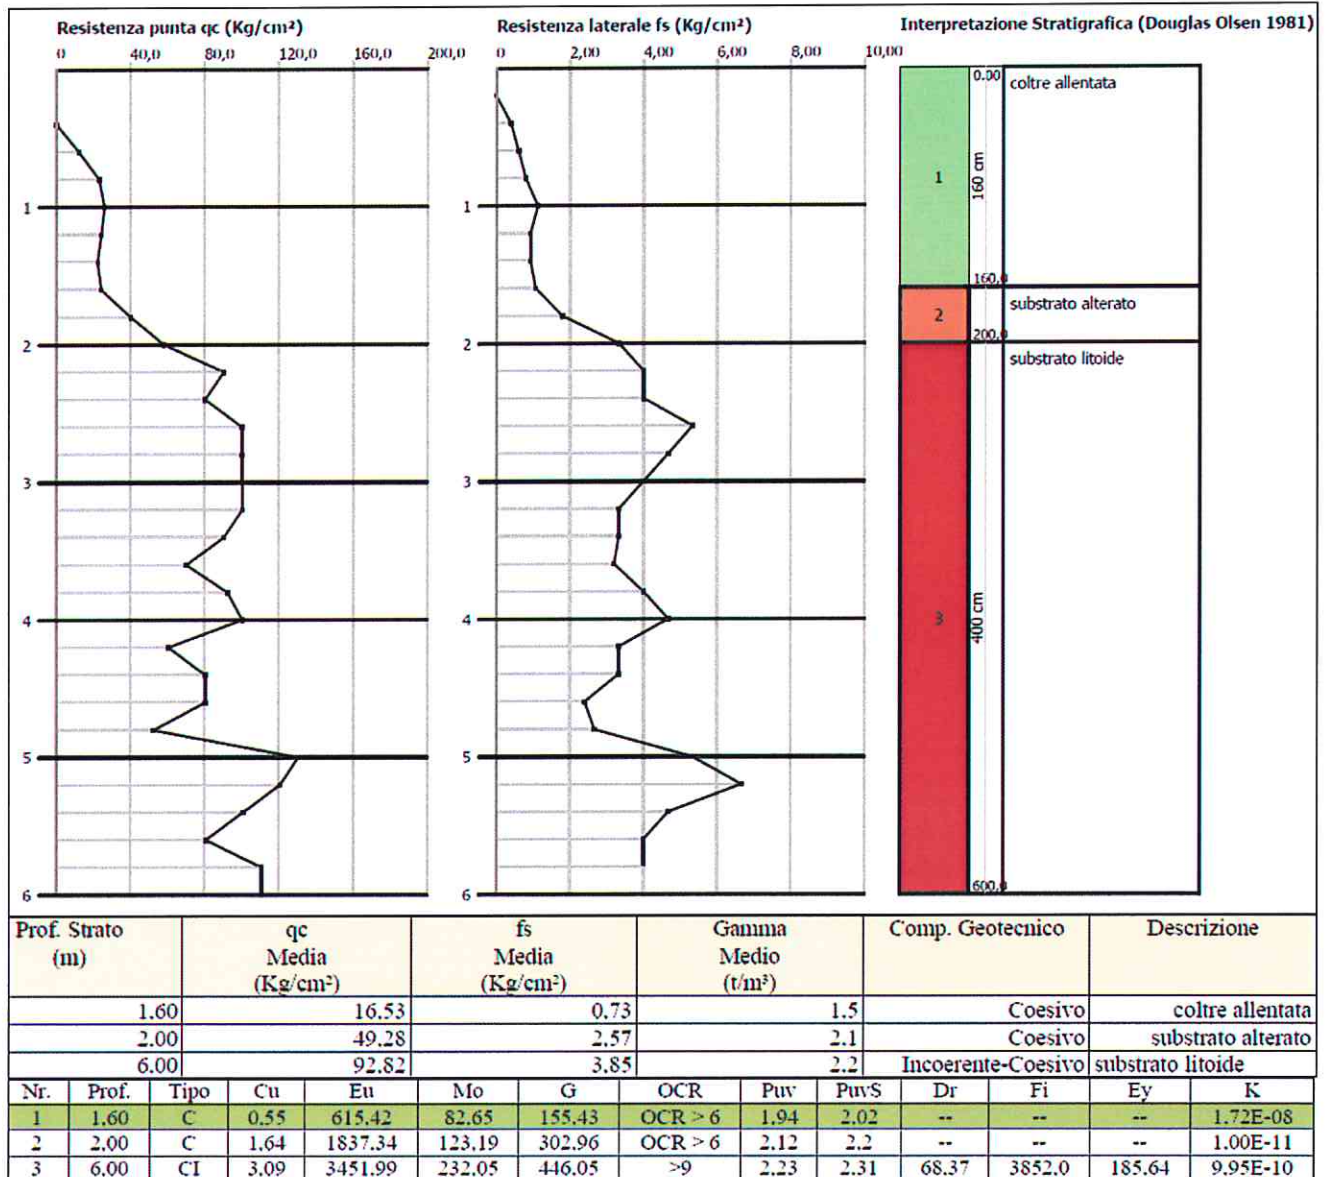 Resistenza punta qc (Kg/cm²)
0 40,0 80,0 120,0 160,0 200,0
1
2
3
4
5
6
Resistenza laterale fs (Kg/cm²)
0 2,00 4,00 6,00 8,00 10,00
1
2
3
4
5
6
Interpretazione Stratigrafica (Douglas Olsen 1981)
0.00
coltre allentata
1
160 cm
160,0
substrato alterato
2
200,0
substrato litoide
3
400 cm
600,0
Prof. Strato qc fs Gamma Comp. Geotecnico Descrizione
(m) Media Media Medio
(Kg/cm²) (Kg/cm²) (t/m³)
1.60 16.53 0.73 1.5 Coesivo coltre allentata
2.00 49.28 2.57 2.1 Coesivo substrato alterato
6.00 92.82 3.85 2.2 Incoerente-Coesivo substrato litoide
Nr. Prof. Tipo Cu Eu Mo G OCR Puv PuvS Dr Fi Ey K
1 1.60 C 0.55 615.42 82.65 155.43 OCR > 6 1.94 2.02 -- -- -- 1.72E-08
2 2.00 C 1.64 1837.34 123.19 302.96 OCR > 6 2.12 2.2 -- -- -- 1.00E-11
3 6.00 CI 3.09 3451.99 232.05 446.05 >9 2.23 2.31 68.37 3852.0 185.64 9.95E-10